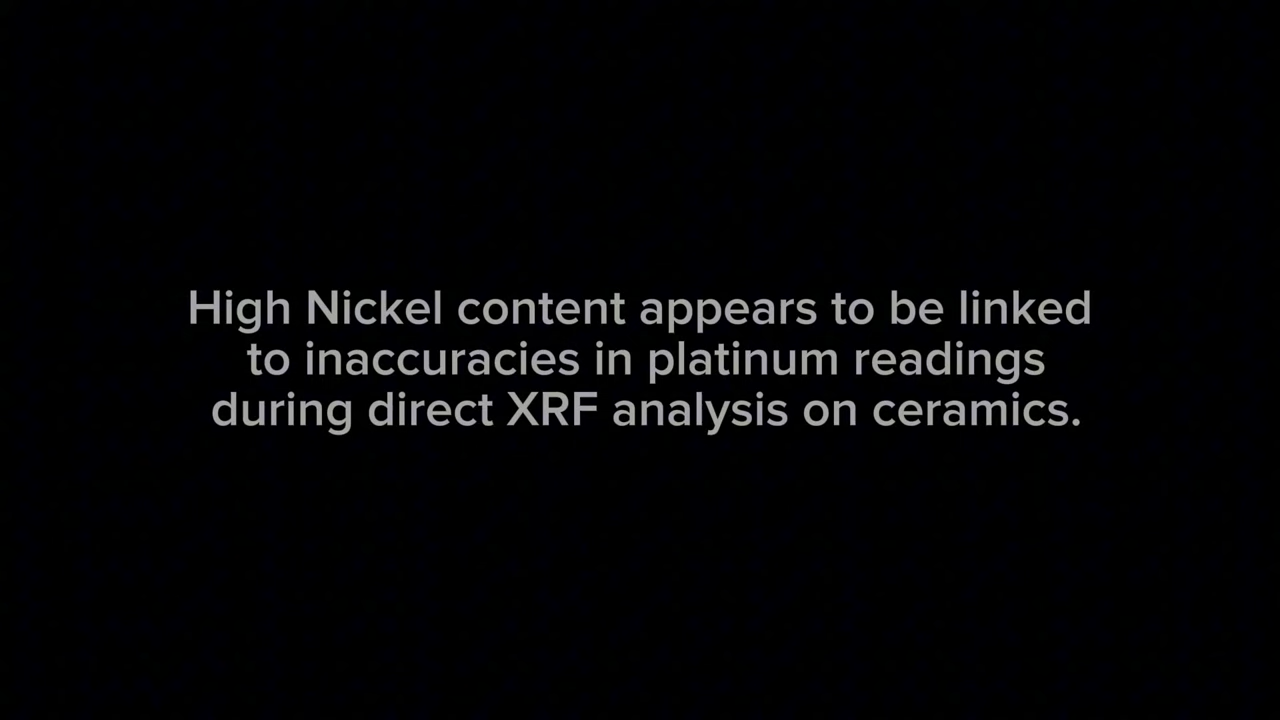 High Nickel content appears to be linked
to inaccuracies in platinum readings
during direct XRF analysis on ceramics.